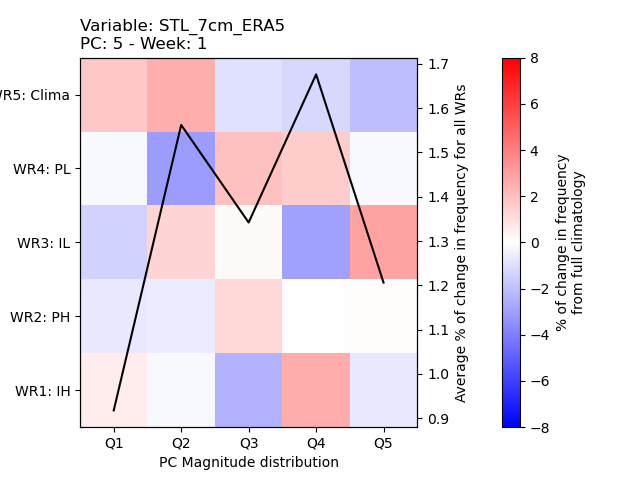 Variable: STL_7cm_ERA5
PC: 5 - Week: 1
WR5: Clima
WR4: PL
WR3: IL
WR2: PH
WR1: IH
Q1 Q2 Q3 Q4 Q5
PC Magnitude distribution
1.7
1.6
1.5
1.4
1.3
1.2
1.1
1.0
0.9
Average % of change in frequency for all WRs
8
6
4
2
0
−2
−4
−6
−8
% of change in frequency
from full climatology